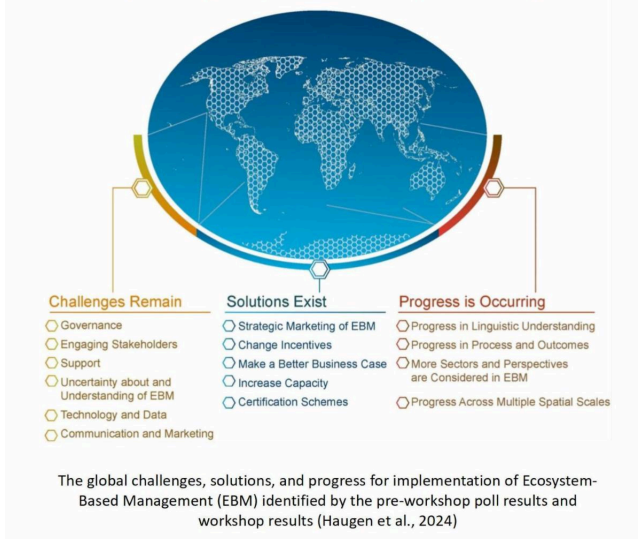 Challenges Remain
Governance
Engaging Stakeholders
Support
Uncertainty about and
Understanding of EBM
Technology and Data
Communication and Marketing
Solutions Exist
Strategic Marketing of EBM
Change Incentives
Make a Better Business Case
Increase Capacity
Certification Schemes
Progress is Occurring
Progress in Linguistic Understanding
Progress in Process and Outcomes
More Sectors and Perspectives
are Considered in EBM
Progress Across Multiple Spatial Scales
The global challenges, solutions, and progress for implementation of Ecosystem-
Based Management (EBM) identified by the pre-workshop poll results and
workshop results (Haugen et al., 2024)